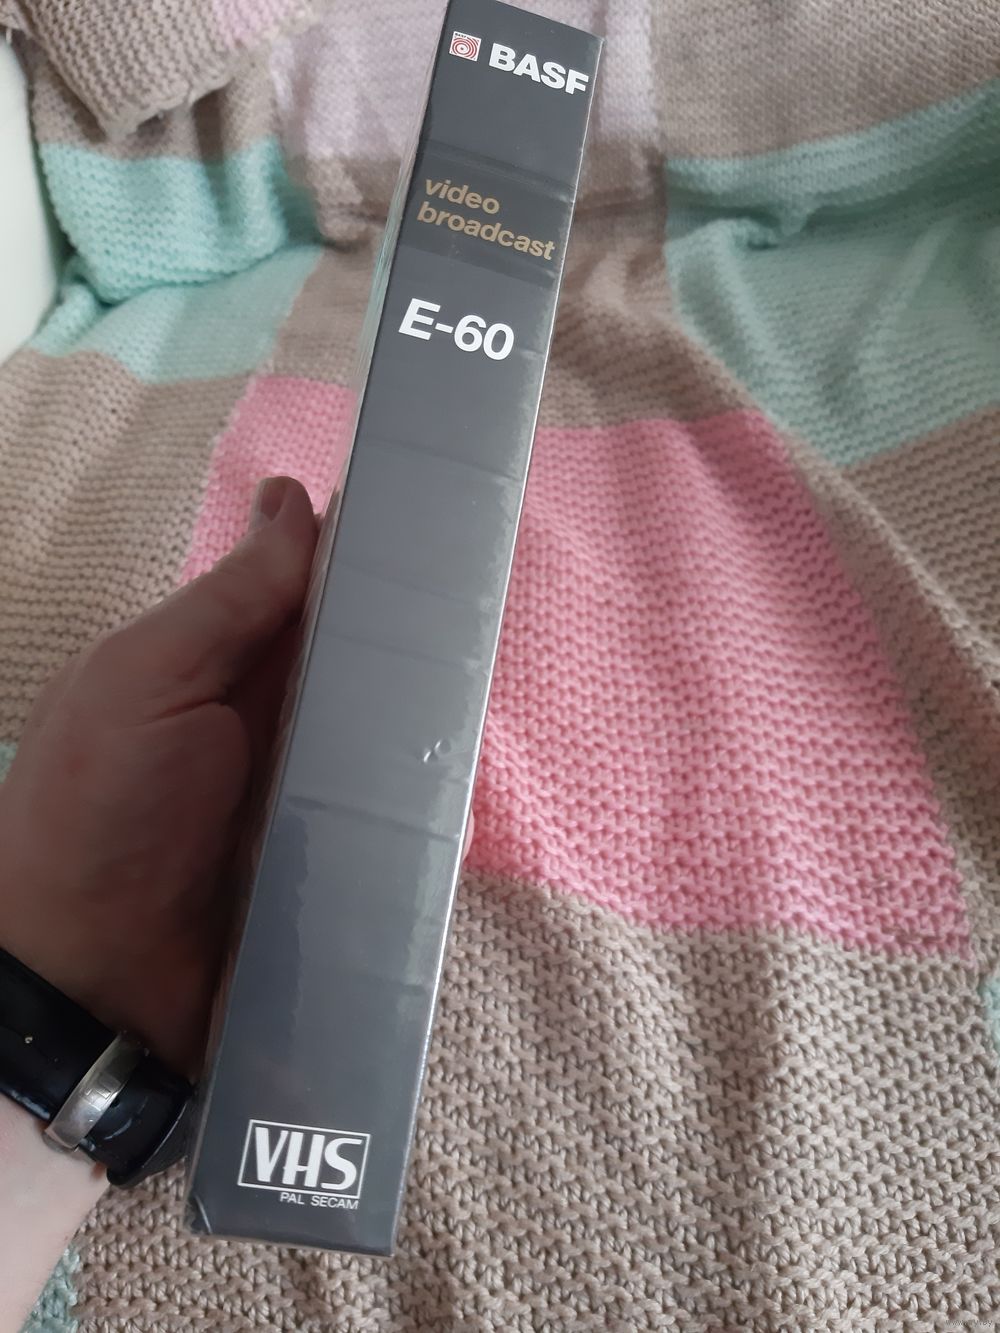 BASF
video
broadcast
E-60
VHS
PAL SECAM